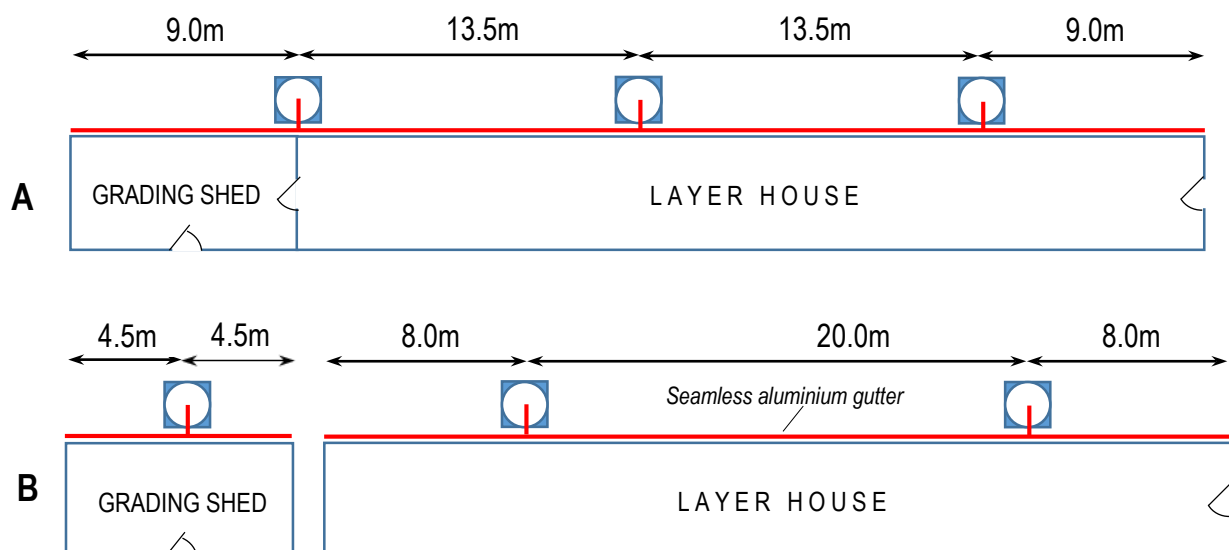 9.0m 13.5m 13.5m 9.0m
A GRADING SHED LAYER HOUSE
4.5m 4.5m 8.0m 20.0m 8.0m
Seamless aluminium gutter
B GRADING SHED LAYER HOUSE